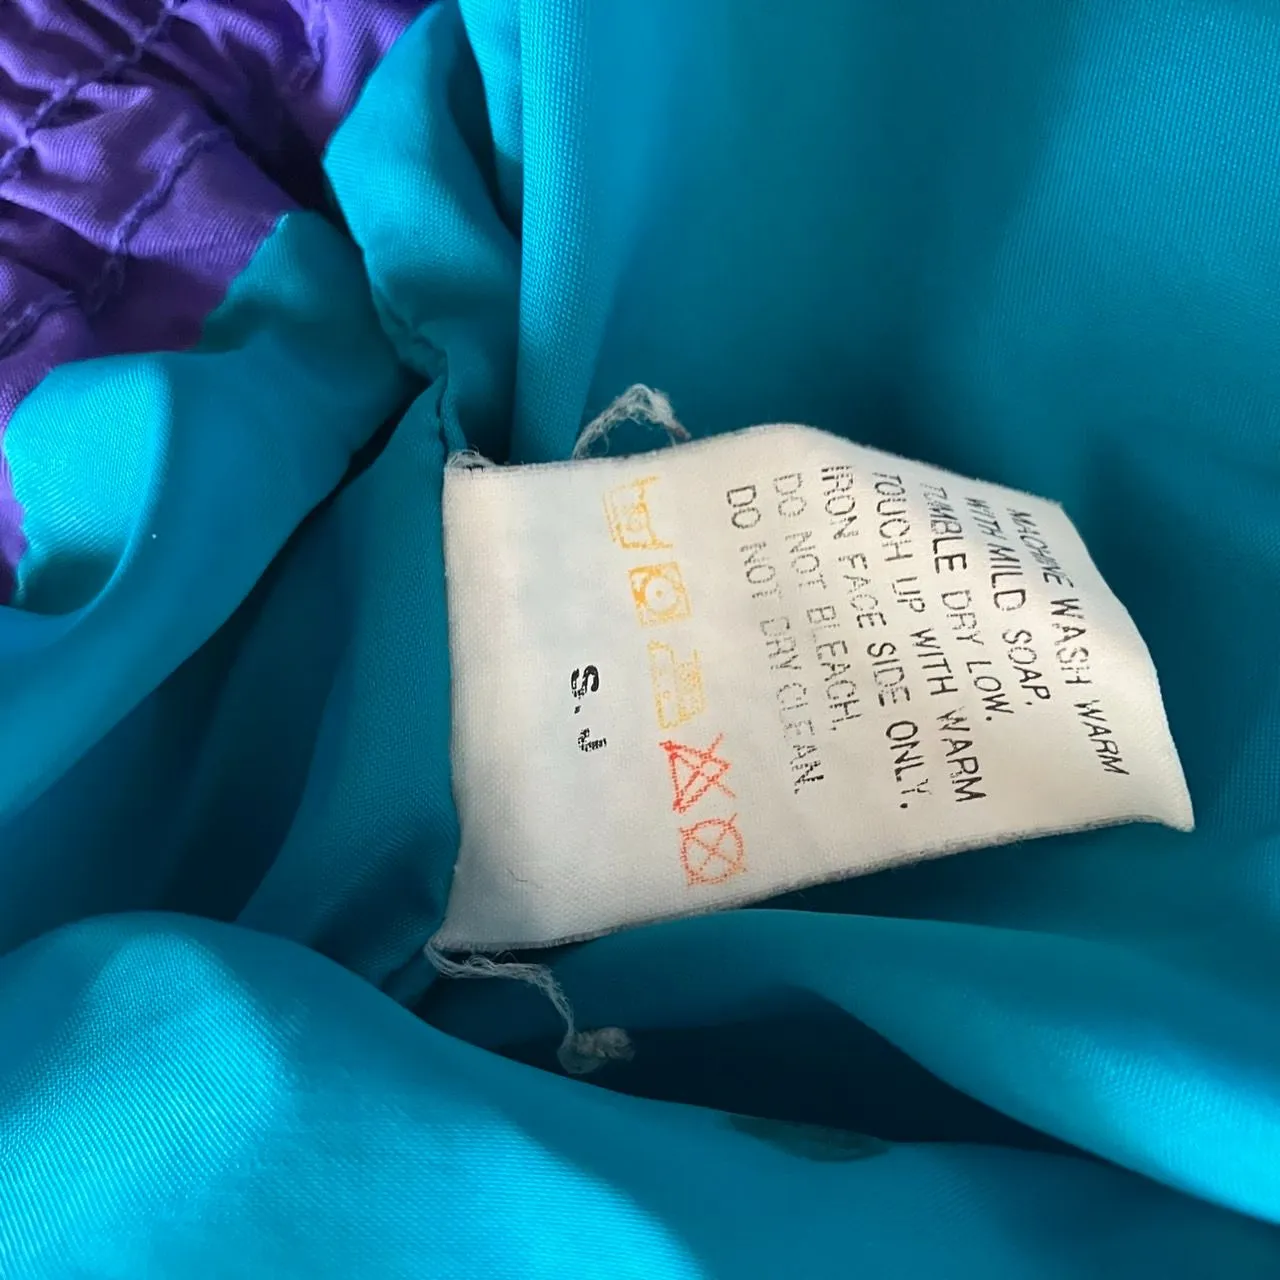 MACHINE WASH WARM
WITH MILD SOAP.
TUMBLE DRY LOW.
TOUCH UP WITH WARM
IRON FACE SIDE ONLY.
DO NOT BLEACH.
DO NOT DRY CLEAN.
S. J